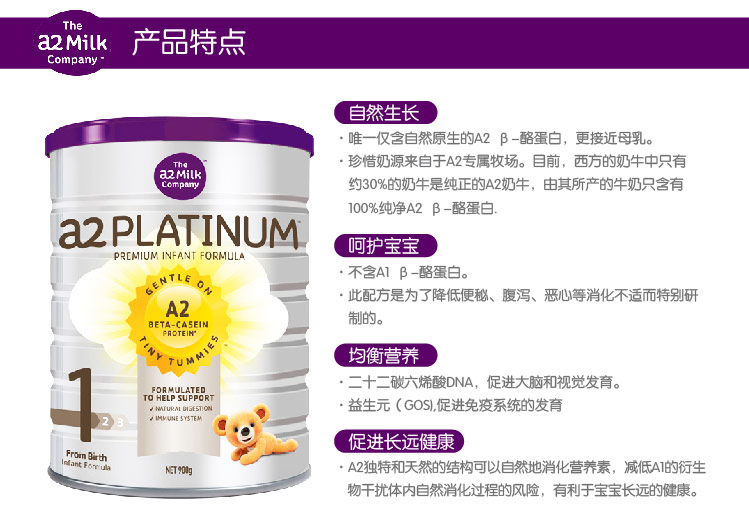 The
a2 Milk
Company™
产品特点
The
a2 Milk
Company
™
a2 PLATINUM™
PREMIUM INFANT FORMULA
GENTLE ON
A2
BETA-CASEIN
PROTEIN*
TINY TUMMIES
FORMULATED
TO HELP SUPPORT
✓ NATURAL DIGESTION
✓ IMMUNE SYSTEM
1
2 3
From Birth
Infant Formula
NET 900g
自然生长
·唯一仅含自然原生的A2 β-酪蛋白，更接近母乳。
·珍惜奶源来自于A2专属牧场。目前，西方的奶牛中只有
约30%的奶牛是纯正的A2奶牛，由其所产的牛奶只含有
100%纯净A2 β-酪蛋白.
呵护宝宝
·不含A1 β-酪蛋白。
·此配方是为了降低便秘、腹泻、恶心等消化不适而特别研
制的。
均衡营养
·二十二碳六烯酸DNA，促进大脑和视觉发育。
·益生元（GOS),促进免疫系统的发育
促进长远健康
·A2独特和天然的结构可以自然地消化营养素，减低A1的衍生
物干扰体内自然消化过程的风险，有利于宝宝长远的健康。